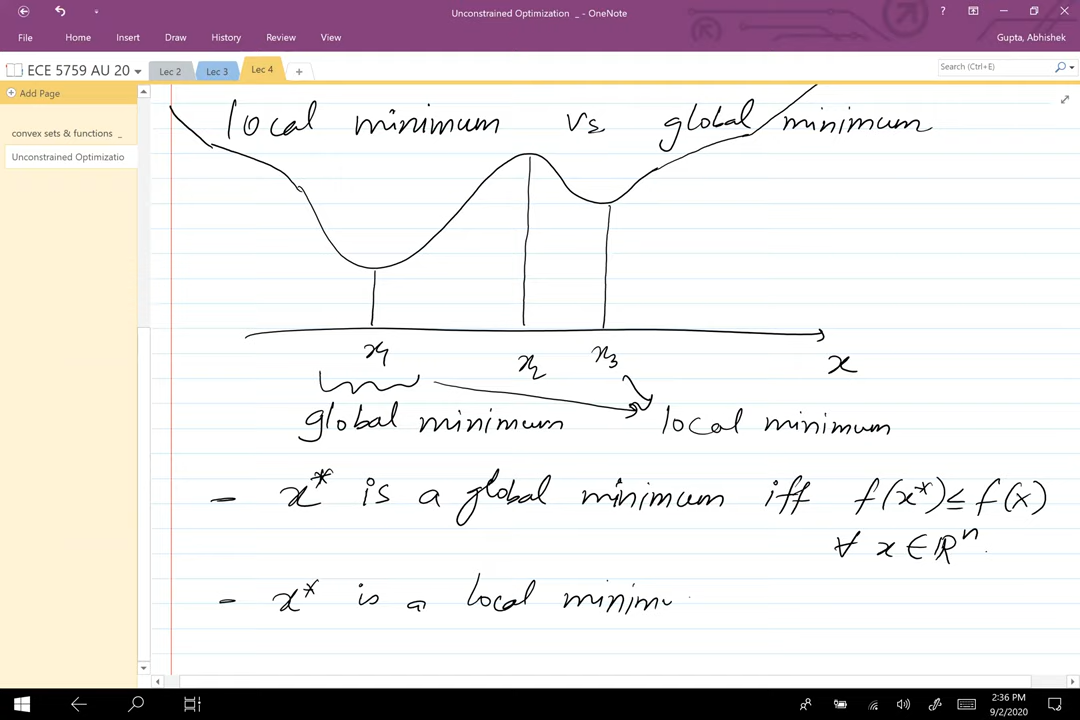 Unconstrained Optimization _ - OneNote
File Home Insert Draw History Review View
Gupta, Abhishek
ECE 5759 AU 20
Lec 2 Lec 3 Lec 4
Search (Ctrl+E)
Add Page
convex sets & functions _
Unconstrained Optimizatio
local minimum vs global minimum
x1 x2 x3 x
global minimum local minimum
- x* is a global minimum iff f(x*) ≤ f(x)
∀ x ∈ ℝⁿ.
- x* is a local minimu
2:36 PM
9/2/2020